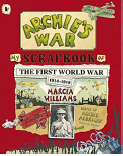 ARCHIE'S
WAR
MY SCRAPBOOK OF
THE FIRST WORLD WAR
1914-1918
MARCIA
WILLIAMS